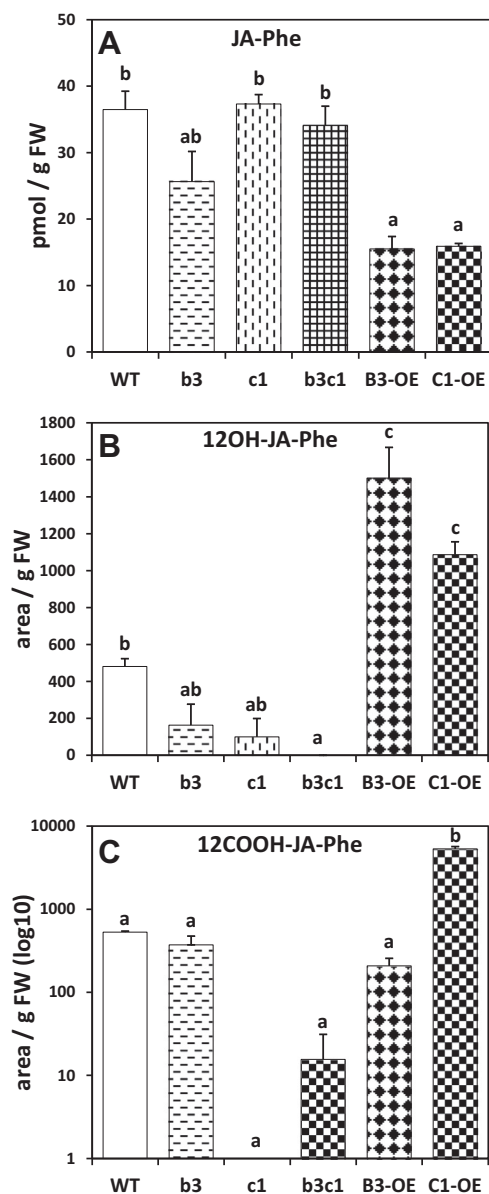 A
JA-Phe
50
40
30
20
10
0
pmol / g FW
b
ab
b
b
a
a
WT b3 c1 b3c1 B3-OE C1-OE
B
12OH-JA-Phe
1800
1600
1400
1200
1000
800
600
400
200
0
area / g FW
b
ab
ab
a
c
c
WT b3 c1 b3c1 B3-OE C1-OE
C
12COOH-JA-Phe
10000
1000
100
10
1
area / g FW (log10)
a
a
a
a
a
b
WT b3 c1 b3c1 B3-OE C1-OE